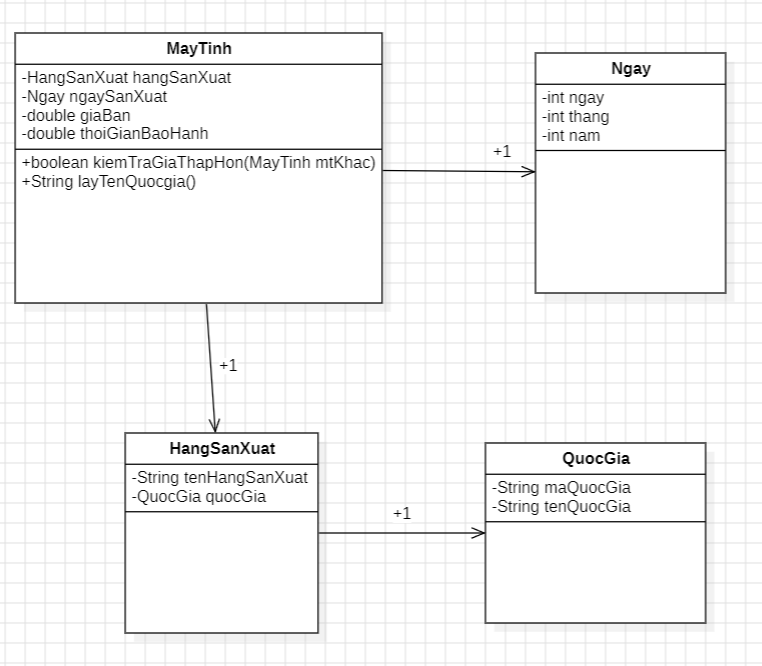 MayTinh
-HangSanXuat hangSanXuat
-Ngay ngaySanXuat
-double giaBan
-double thoiGianBaoHanh
+boolean kiemTraGiaThapHon(MayTinh mtKhac)
+String layTenQuocgia()
+1
Ngay
-int ngay
-int thang
-int nam
+1
HangSanXuat
-String tenHangSanXuat
-QuocGia quocGia
+1
QuocGia
-String maQuocGia
-String tenQuocGia